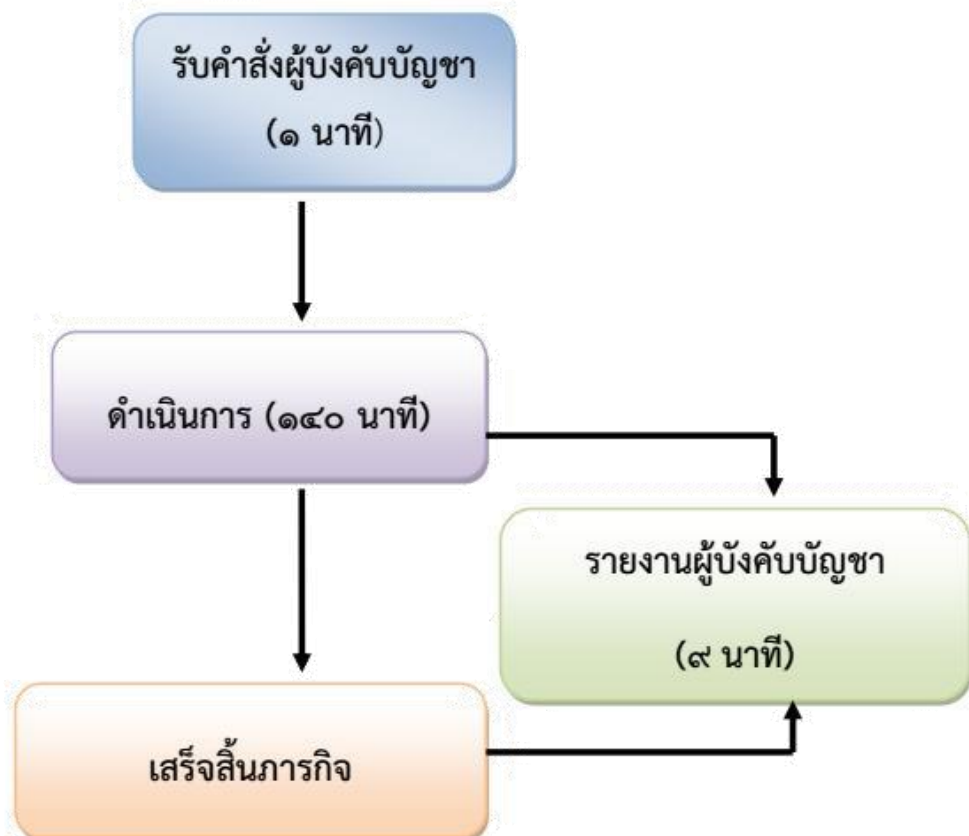 รับคำสั่งผู้บังคับบัญชา
(๑ นาที)
ดำเนินการ (๑๔๐ นาที)
รายงานผู้บังคับบัญชา
(๙ นาที)
เสร็จสิ้นภารกิจ